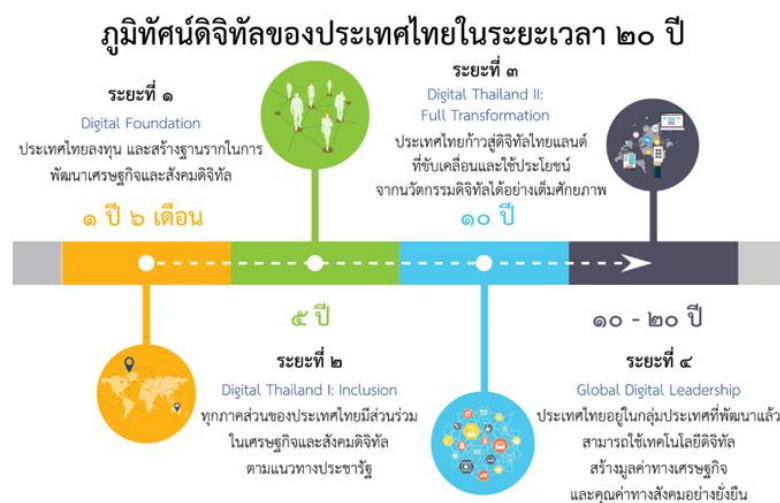 ภูมิทัศน์ดิจิทัลของประเทศไทยในระยะเวลา ๒๐ ปี
ระยะที่ ๑
Digital Foundation
ประเทศไทยลงทุน และสร้างฐานรากในการ
พัฒนาเศรษฐกิจและสังคมดิจิทัล
๑ ปี ๖ เดือน
ระยะที่ ๒
Digital Thailand I: Inclusion
ทุกภาคส่วนของประเทศไทยมีส่วนร่วม
ในเศรษฐกิจและสังคมดิจิทัล
ตามแนวทางประชารัฐ
๕ ปี
ระยะที่ ๓
Digital Thailand II:
Full Transformation
ประเทศไทยก้าวสู่ดิจิทัลไทยแลนด์
ที่ขับเคลื่อนและใช้ประโยชน์
จากนวัตกรรมดิจิทัลได้อย่างเต็มศักยภาพ
๑๐ ปี
๑๐ - ๒๐ ปี
ระยะที่ ๔
Global Digital Leadership
ประเทศไทยอยู่ในกลุ่มประเทศที่พัฒนาแล้ว
สามารถใช้เทคโนโลยีดิจิทัล
สร้างมูลค่าทางเศรษฐกิจ
และคุณค่าทางสังคมอย่างยั่งยืน